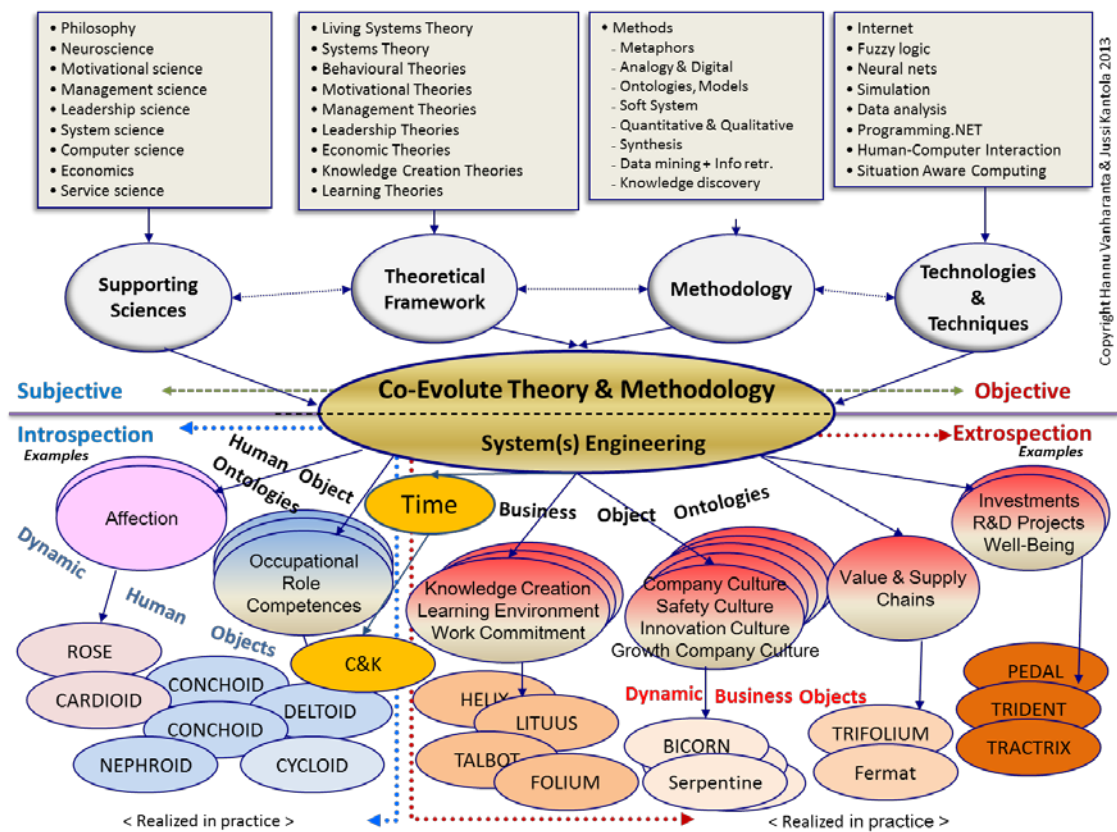 • Philosophy
• Neuroscience
• Motivational science
• Management science
• Leadership science
• System science
• Computer science
• Economics
• Service science
• Living Systems Theory
• Systems Theory
• Behavioural Theories
• Motivational Theories
• Management Theories
• Leadership Theories
• Economic Theories
• Knowledge Creation Theories
• Learning Theories
• Methods
- Metaphors
- Analogy & Digital
- Ontologies, Models
- Soft System
- Quantitative & Qualitative
- Synthesis
- Data mining + Info retr.
- Knowledge discovery
• Internet
• Fuzzy logic
• Neural nets
• Simulation
• Data analysis
• Programming.NET
• Human-Computer Interaction
• Situation Aware Computing
Copyright Hannu Vanharanta & Jussi Kantola 2013
Supporting
Sciences
Theoretical
Framework
Methodology
Technologies
&
Techniques
Subjective
Co-Evolute Theory & Methodology
Objective
Introspection
Examples
System(s) Engineering
Extrospection
Examples
Human Object
Ontologies
Time
Business Object Ontologies
Affection
Occupational
Role
Competences
Knowledge Creation
Learning Environment
Work Commitment
Company Culture
Safety Culture
Innovation Culture
Growth Company Culture
Value & Supply
Chains
Investments
R&D Projects
Well-Being
Dynamic
Human
Objects
ROSE
CARDIOID
CONCHOID
CONCHOID
NEPHROID
DELTOID
CYCLOID
C&K
Dynamic Business Objects
HELIX
LITUUS
TALBOT
FOLIUM
BICORN
Serpentine
TRIFOLIUM
Fermat
PEDAL
TRIDENT
TRACTRIX
< Realized in practice >
< Realized in practice >